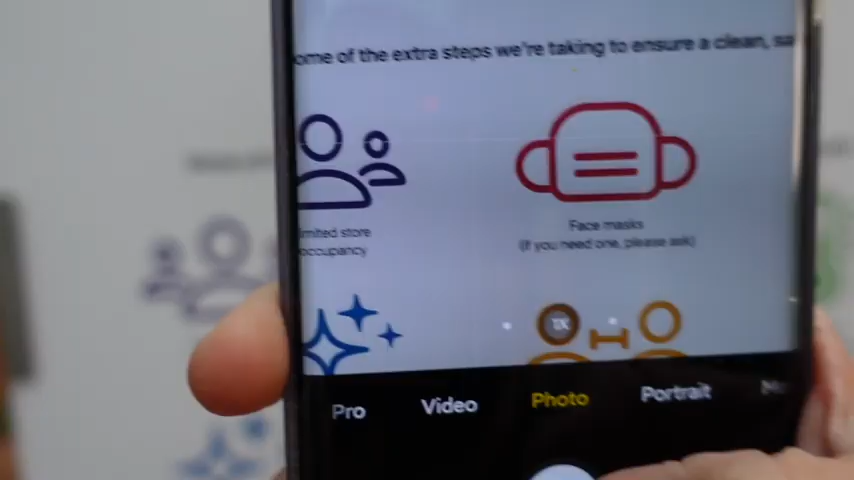 ome of the extra steps we're taking to ensure a clean, sa
imited store
occupancy
Face masks
(if you need one, please ask)
1X
Pro
Video
Photo
Portrait